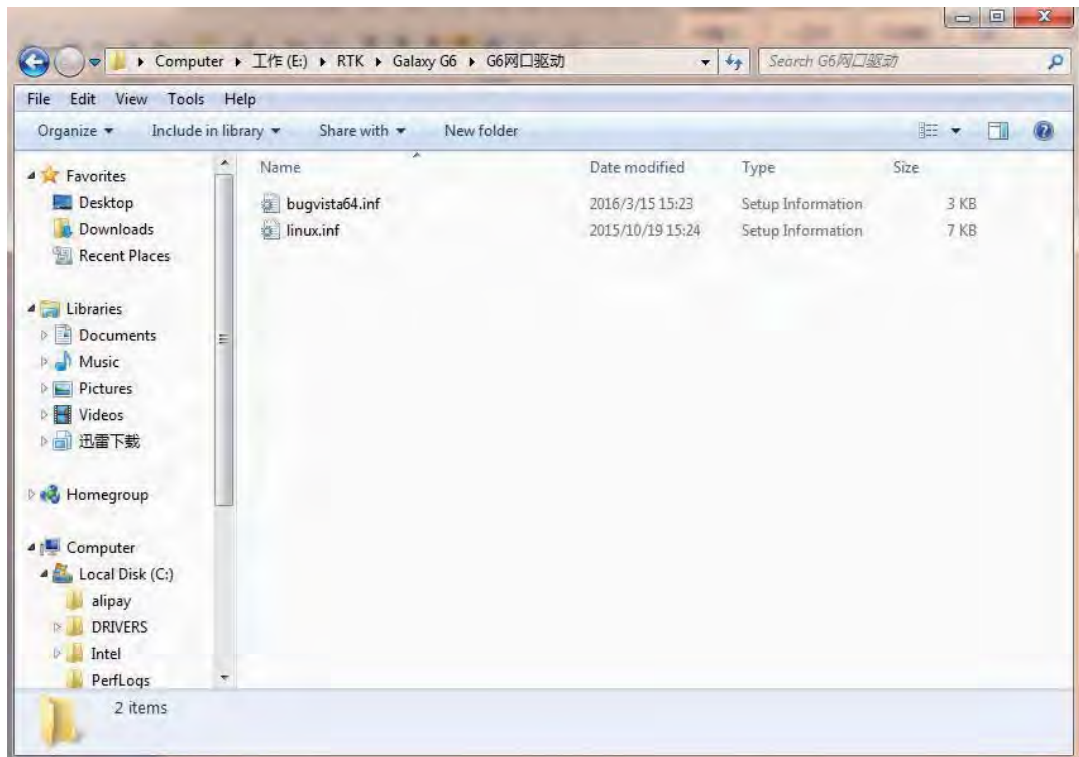 Computer 工作 (E:) RTK Galaxy G6 G6网口驱动 Search G6网口驱动
File Edit View Tools Help
Organize Include in library Share with New folder
Name Date modified Type Size
bugvista64.inf 2016/3/15 15:23 Setup Information 3 KB
linux.inf 2015/10/19 15:24 Setup Information 7 KB
Favorites
Desktop
Downloads
Recent Places
Libraries
Documents
Music
Pictures
Videos
迅雷下载
Homegroup
Computer
Local Disk (C:)
alipay
DRIVERS
Intel
PerfLogs
2 items